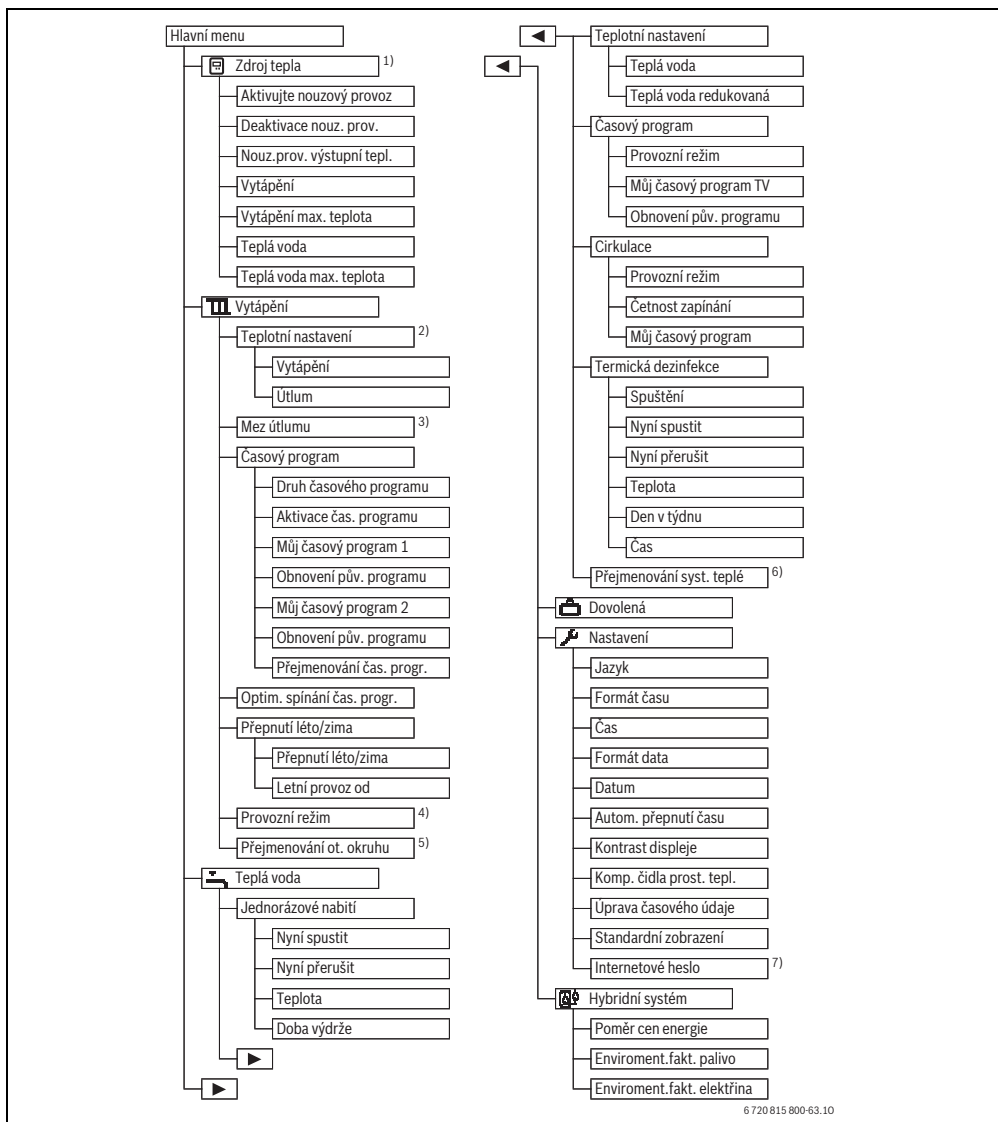 Hlavní menu
Zdroj tepla 1)
Aktivujte nouzový provoz
Deaktivace nouz. prov.
Nouz.prov. výstupní tepl.
Vytápění
Vytápění max. teplota
Teplá voda
Teplá voda max. teplota
Vytápění
Teplotní nastavení 2)
Vytápění
Útlum
Mez útlumu 3)
Časový program
Druh časového programu
Aktivace čas. programu
Můj časový program 1
Obnovení pův. programu
Můj časový program 2
Obnovení pův. programu
Přejmenování čas. progr.
Optim. spínání čas. progr.
Přepnutí léto/zima
Přepnutí léto/zima
Letní provoz od
Provozní režim 4)
Přejmenování ot. okruhu 5)
Teplá voda
Jednorázové nabití
Nyní spustit
Nyní přerušit
Teplota
Doba výdrže
Teplotní nastavení
Teplá voda
Teplá voda redukovaná
Časový program
Provozní režim
Můj časový program TV
Obnovení pův. programu
Cirkulace
Provozní režim
Četnost zapínání
Můj časový program
Termická dezinfekce
Spuštění
Nyní spustit
Nyní přerušit
Teplota
Den v týdnu
Čas
Přejmenování syst. teplé 6)
Dovolená
Nastavení
Jazyk
Formát času
Čas
Formát data
Datum
Autom. přepnutí času
Kontrast displeje
Komp. čidla prost. tepl.
Úprava časového údaje
Standardní zobrazení
Internetové heslo 7)
Hybridní systém
Poměr cen energie
Enviroment.fakt. palivo
Enviroment.fakt. elektřina
6 720 815 800-63.1O